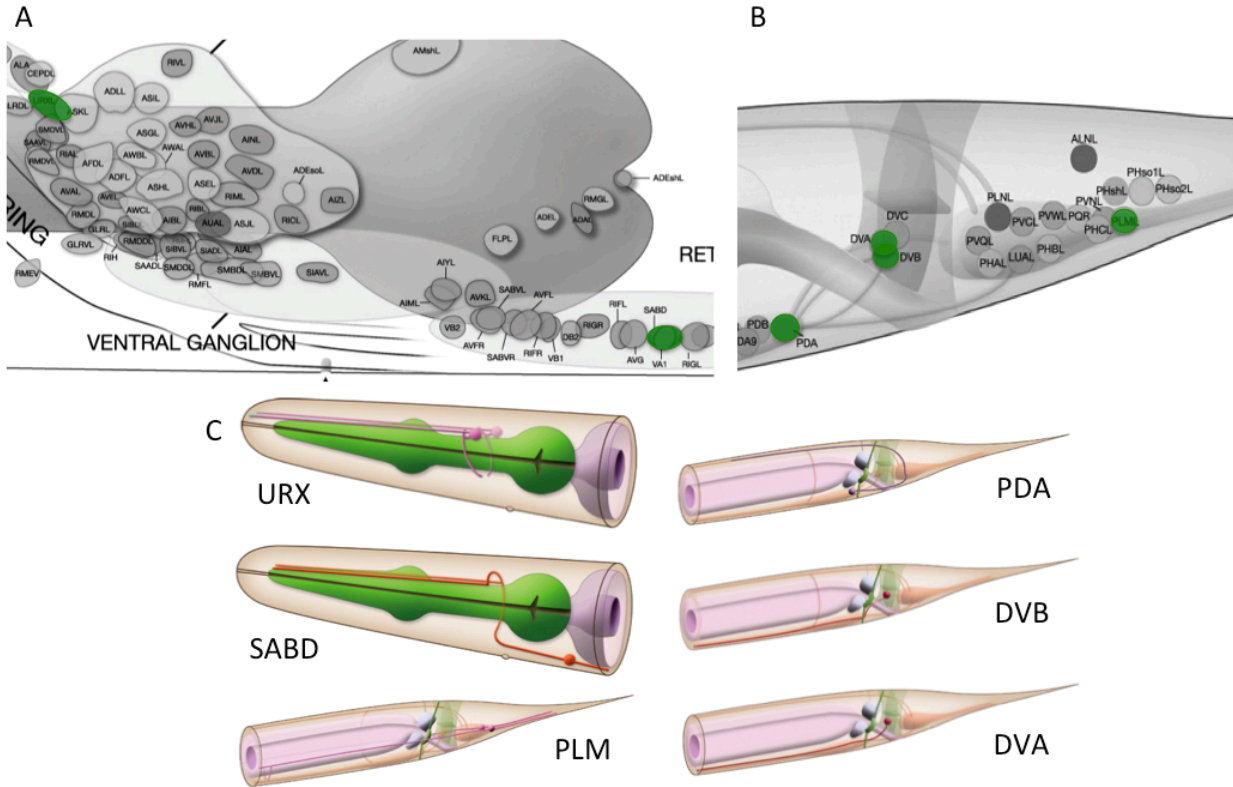 A
B
AMshL
RIVL
ALA
CEPDL
ADLL
ASIL
LRDL
URXL
ASKL
SMDVL
SAAVL
RMDVL
RIAL
ASGL
AVHL
AVJL
AINL
AFDL
AWBL
AWAL
AVBL
AVDL
ADFL
ASHL
ASEL
AVAL
AVEL
RIML
ADEsoL
AIZL
ADEshL
RMGL
RMDL
AWCL
RIBL
GLRL
SIBDL
AIBL
AUAL
ASJL
RICL
ADEL
ADAL
GLRVL
RIH
RMDDL
SIBVL
SIADL
AIAL
FLPL
RING
RMEV
SAADL
SMDDL
RMFL
SMBDL
SMBVL
SIAVL
AIYL
AIML
AVKL
SABVL
AVFL
RIFL
SABD
RET
VB2
DB2
RIGR
VENTRAL GANGLION
AVFR
SABVR
RIFR
VB1
AVG
VA1
RIGL
ALNL
PHso1L
PHshL
PHso2L
PLNL
PVNL
DVC
PVCL
PVWL
PQR
PLML
DVA
PHCL
DVB
PVQL
PHAL
LUAL
PHBL
PDB
DA9
PDA
C
URX
PDA
SABD
DVB
PLM
DVA